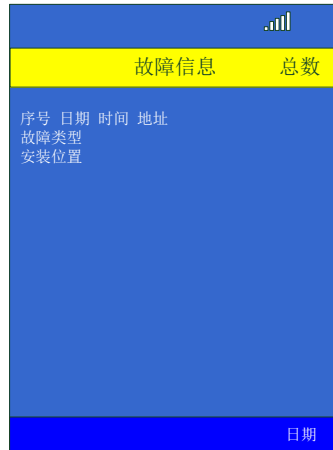 故障信息 总数
序号 日期 时间 地址
故障类型
安装位置
日期